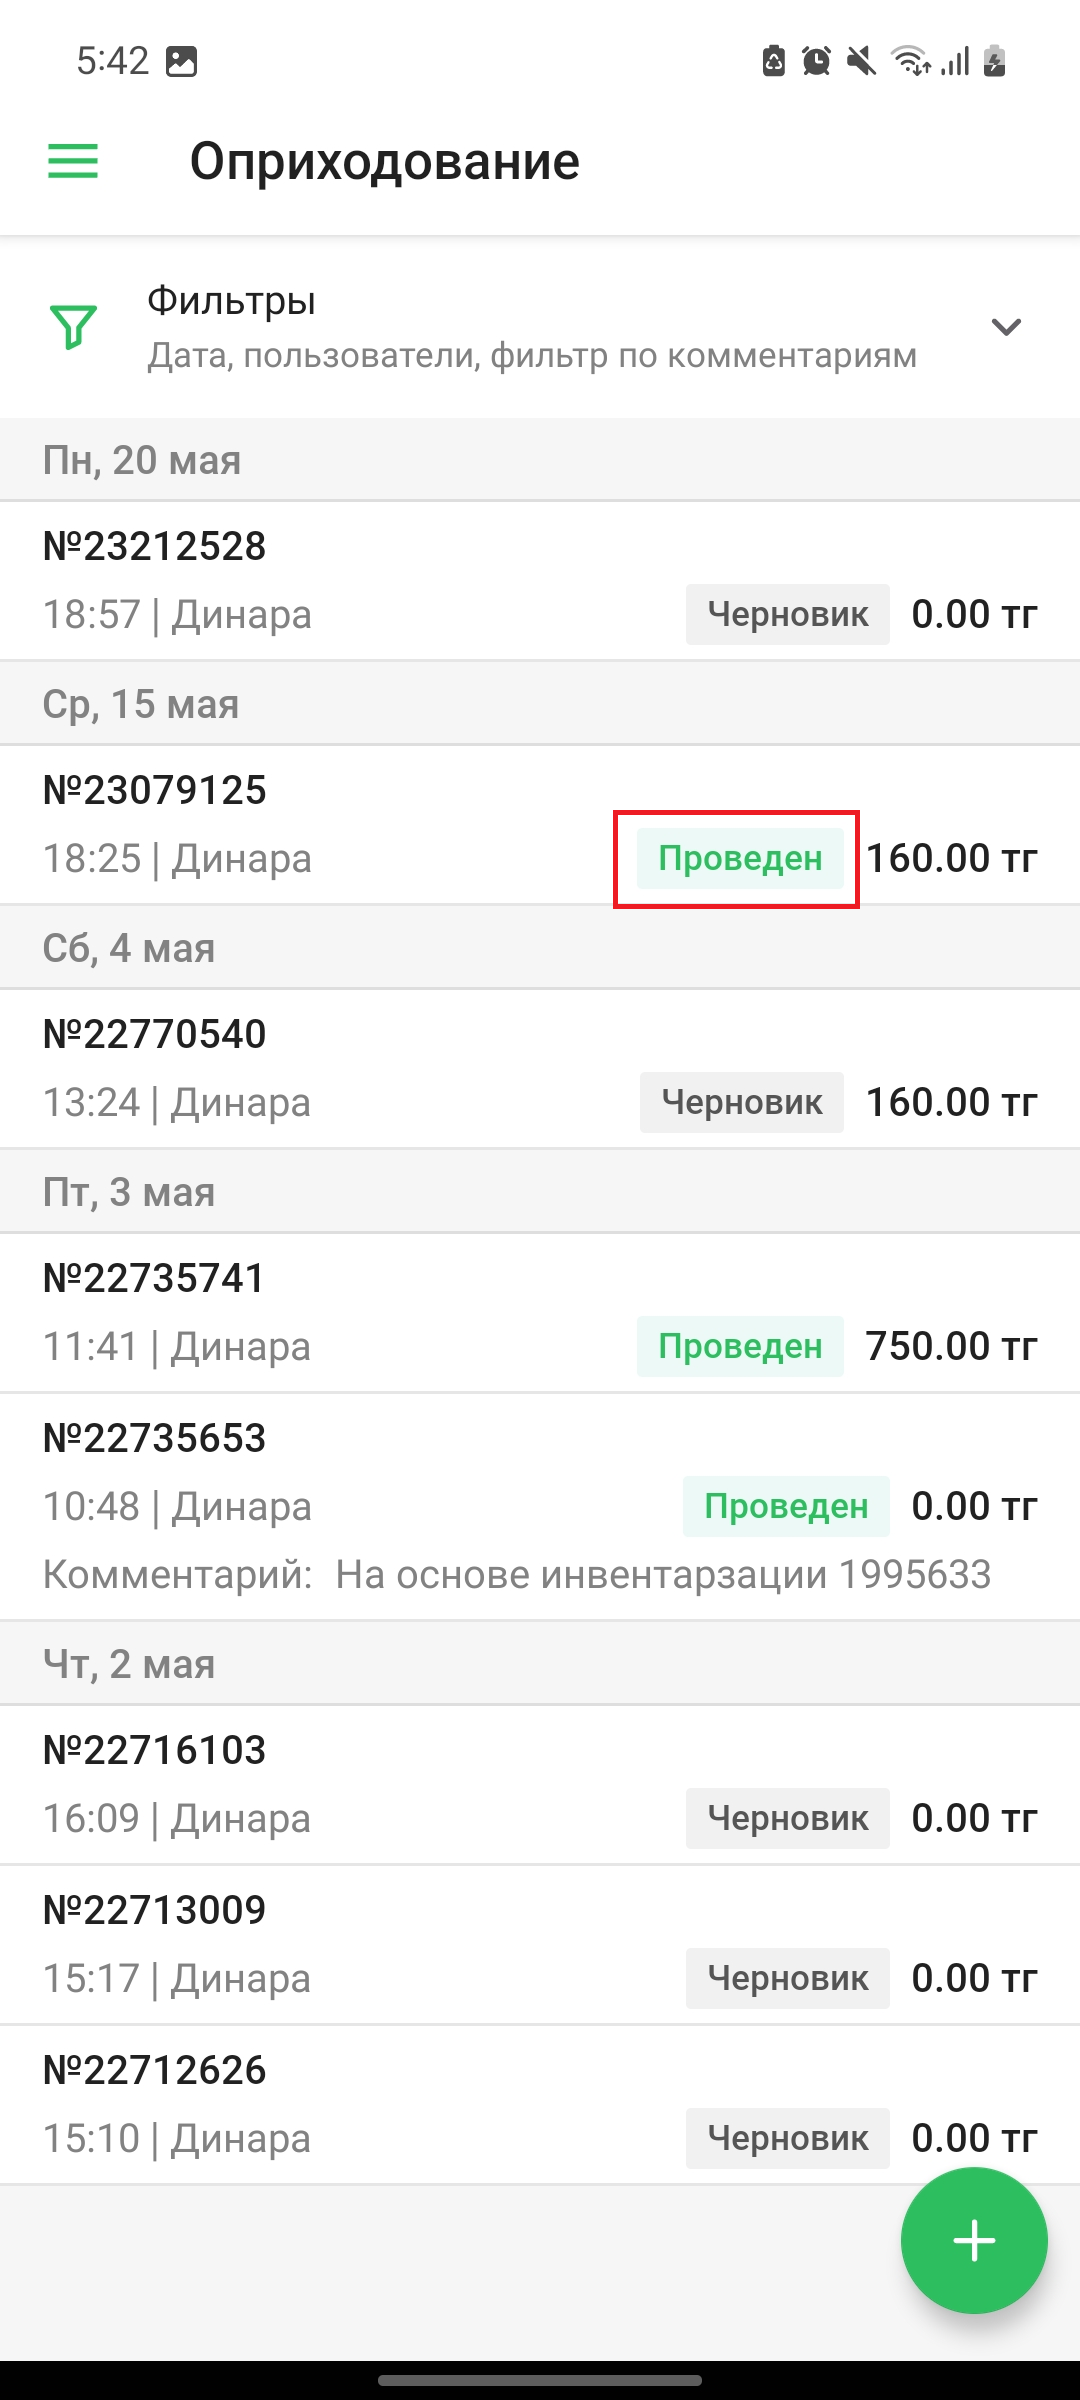 5:42
Оприходование
Фильтры
Дата, пользователи, фильтр по комментариям
Пн, 20 мая
№23212528
18:57 | Динара Черновик 0.00 тг
Ср, 15 мая
№23079125
18:25 | Динара Проведен 160.00 тг
Сб, 4 мая
№22770540
13:24 | Динара Черновик 160.00 тг
Пт, 3 мая
№22735741
11:41 | Динара Проведен 750.00 тг
№22735653
10:48 | Динара Проведен 0.00 тг
Комментарий: На основе инвентарзации 1995633
Чт, 2 мая
№22716103
16:09 | Динара Черновик 0.00 тг
№22713009
15:17 | Динара Черновик 0.00 тг
№22712626
15:10 | Динара Черновик 0.00 тг